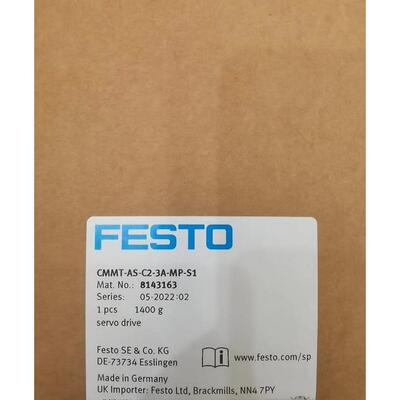 FESTO
CMMT-AS-C2-3A-MP-S1
Mat. No.: 8143163
Series: 05-2022:02
1 pcs 1400 g
servo drive
Festo SE & Co. KG
DE-73734 Esslingen
www.festo.com/sp
Made in Germany
UK Importer: Festo Ltd, Brackmills, NN4 7PY